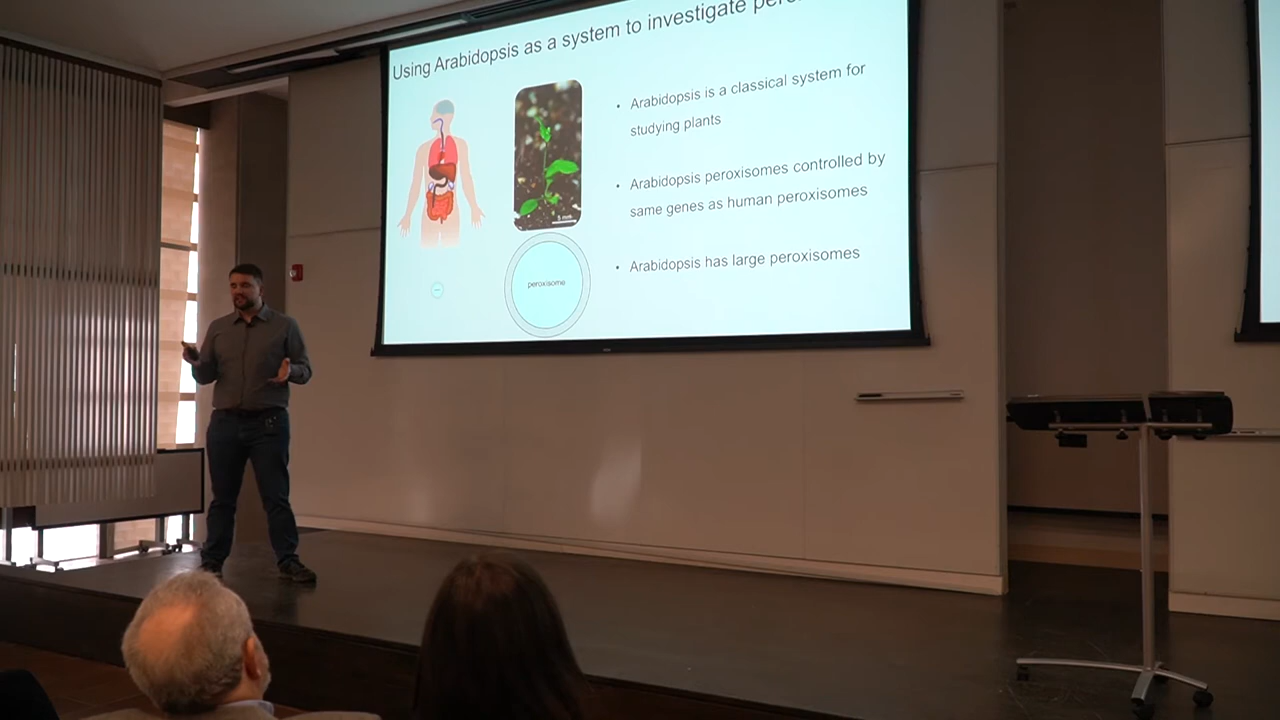 Using Arabidopsis as a system to investigate
• Arabidopsis is a classical system for
studying plants
• Arabidopsis peroxisomes controlled by
same genes as human peroxisomes
• Arabidopsis has large peroxisomes
5 mm
peroxisome